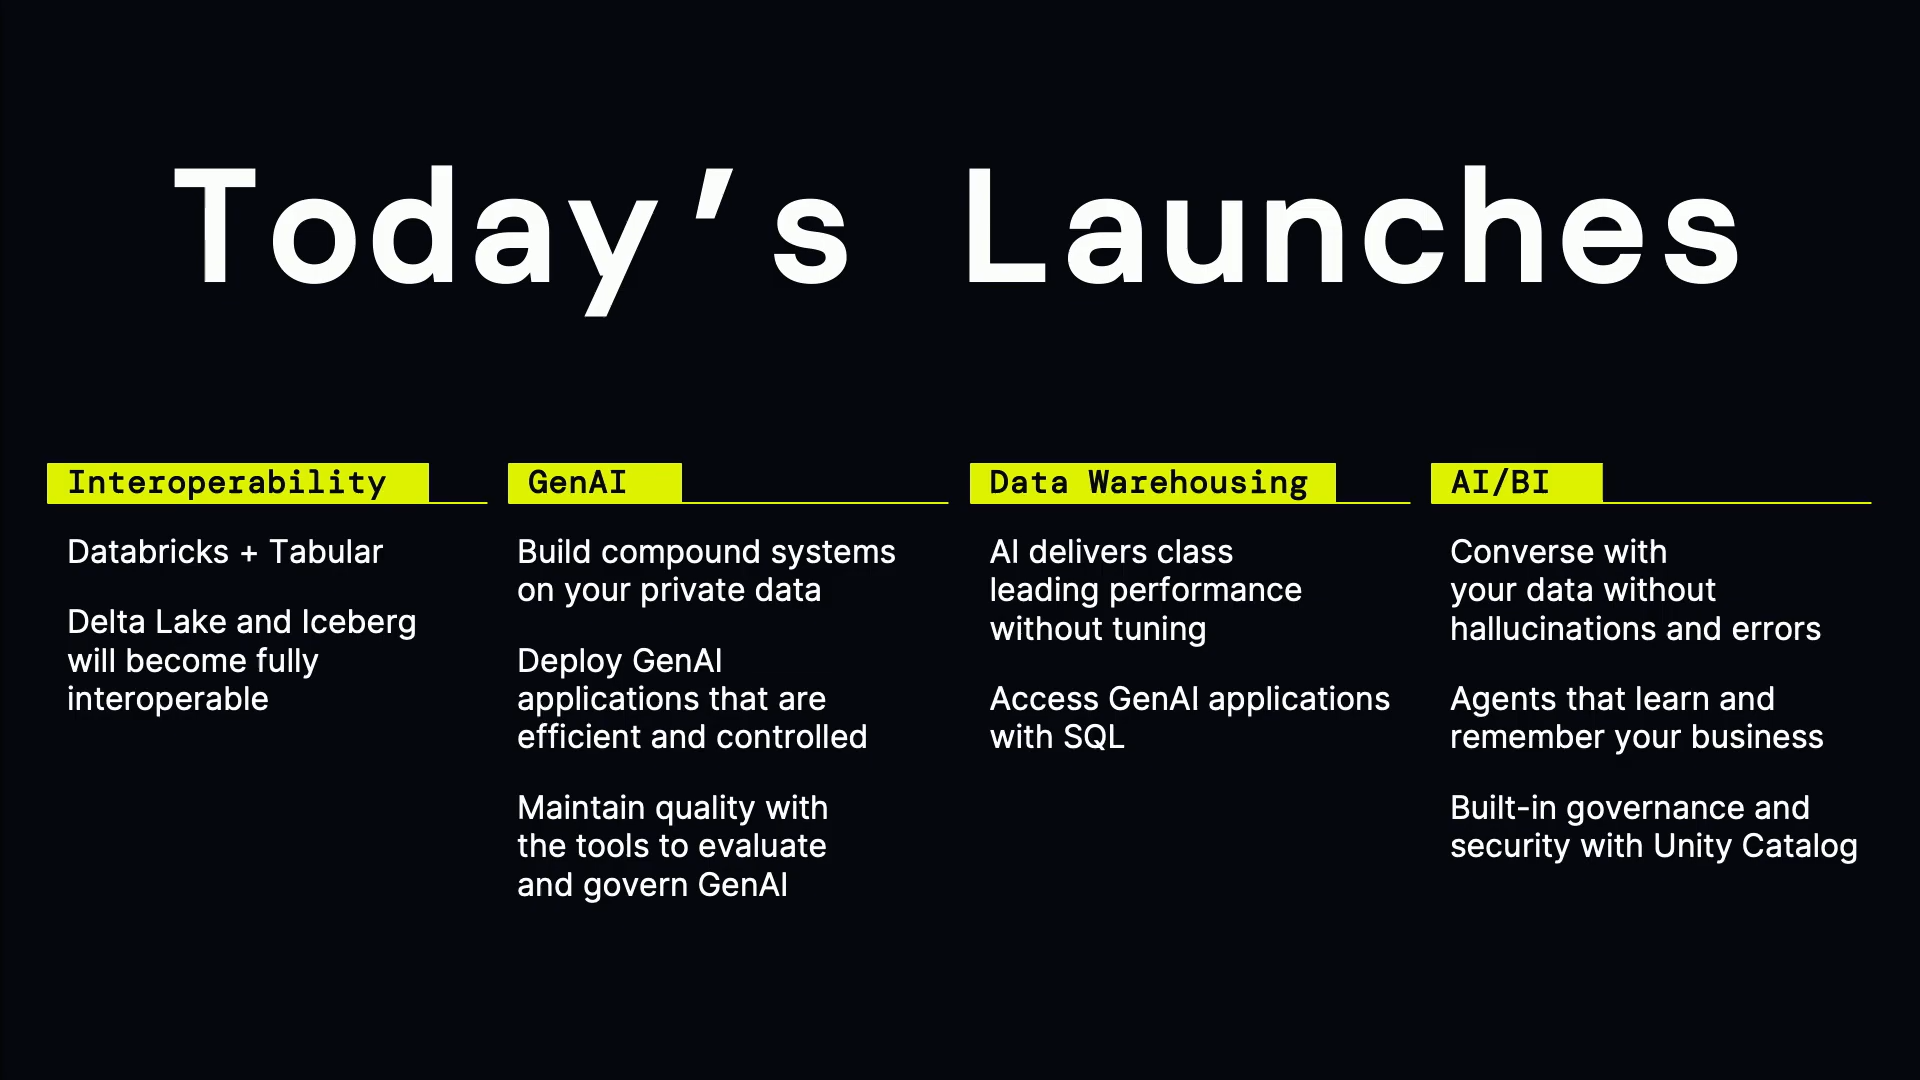 Today’s Launches
Interoperability
Databricks + Tabular
Delta Lake and Iceberg
will become fully
interoperable
GenAI
Build compound systems
on your private data
Deploy GenAI
applications that are
efficient and controlled
Maintain quality with
the tools to evaluate
and govern GenAI
Data Warehousing
AI delivers class
leading performance
without tuning
Access GenAI applications
with SQL
AI/BI
Converse with
your data without
hallucinations and errors
Agents that learn and
remember your business
Built-in governance and
security with Unity Catalog